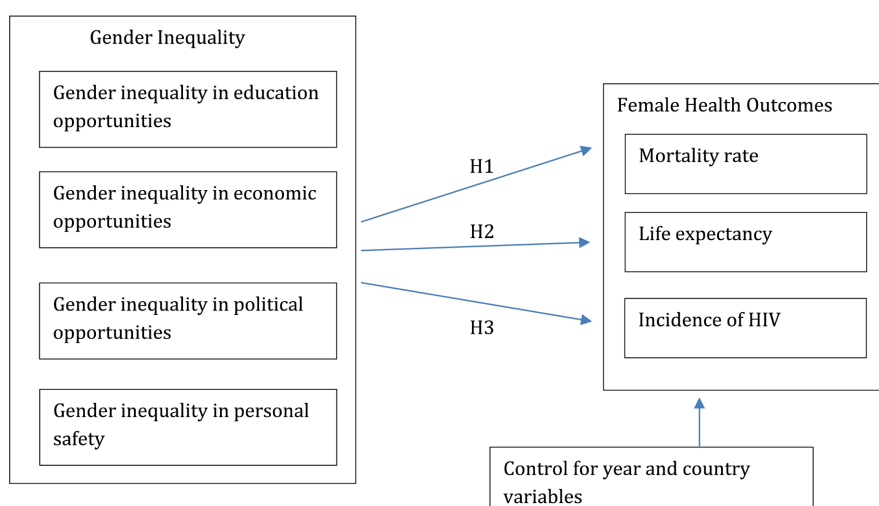 Gender Inequality
Gender inequality in education
opportunities
Gender inequality in economic
opportunities
Gender inequality in political
opportunities
Gender inequality in personal
safety
H1
H2
H3
Female Health Outcomes
Mortality rate
Life expectancy
Incidence of HIV
Control for year and country
variables